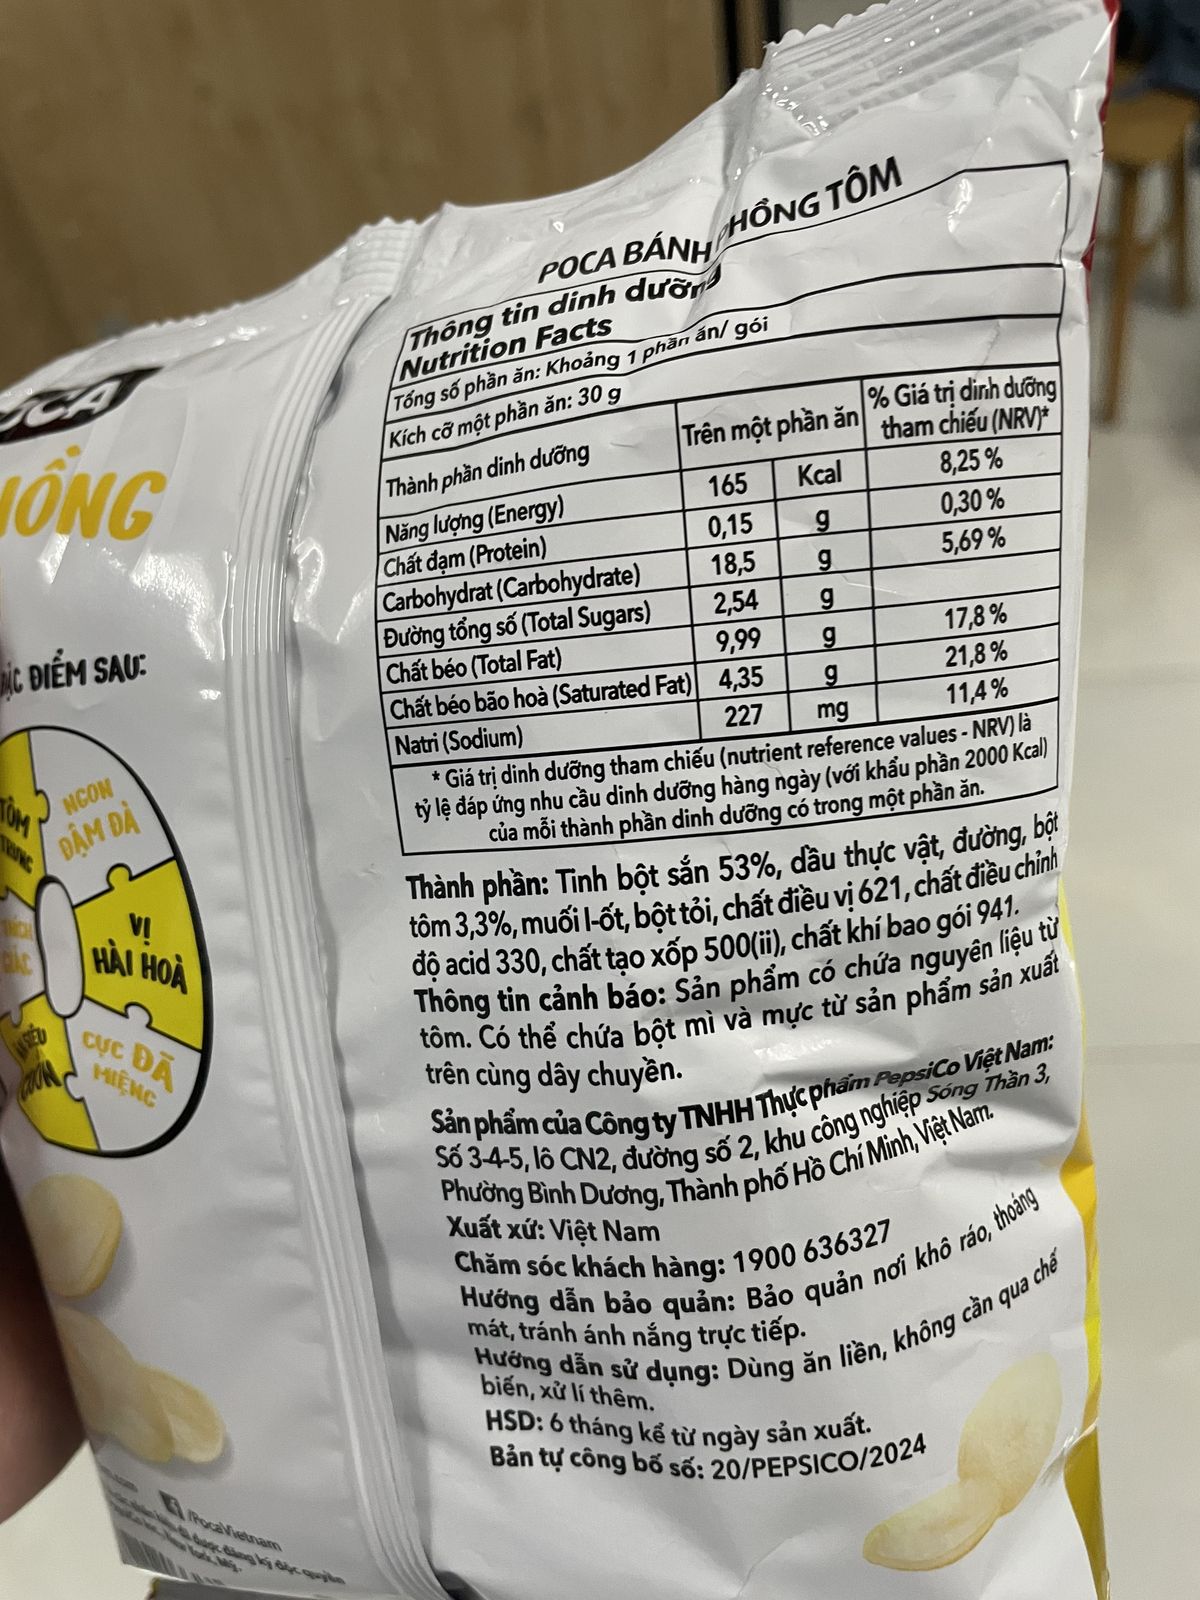 POCA BÁNH PHỒNG TÔM
Thông tin dinh dưỡng
Nutrition Facts
Tổng số phần ăn: Khoảng 1 phần ăn/ gói
Kích cỡ một phần ăn: 30 g
Thành phần dinh dưỡng Trên một phần ăn % Giá trị dinh dưỡng tham chiếu (NRV)*
Năng lượng (Energy) 165 Kcal 8,25 %
Chất đạm (Protein) 0,15 g 0,30 %
Carbohydrat (Carbohydrate) 18,5 g 5,69 %
Đường tổng số (Total Sugars) 2,54 g
Chất béo (Total Fat) 9,99 g 17,8 %
Chất béo bão hoà (Saturated Fat) 4,35 g 21,8 %
Natri (Sodium) 227 mg 11,4 %
* Giá trị dinh dưỡng tham chiếu (nutrient reference values - NRV) là
tỷ lệ đáp ứng nhu cầu dinh dưỡng hàng ngày (với khẩu phần 2000 Kcal)
của mỗi thành phần dinh dưỡng có trong một phần ăn.
Thành phần: Tinh bột sắn 53%, dầu thực vật, đường, bột
tôm 3,3%, muối I-ốt, bột tỏi, chất điều vị 621, chất điều chỉnh
độ acid 330, chất tạo xốp 500(ii), chất khí bao gói 941.
Thông tin cảnh báo: Sản phẩm có chứa nguyên liệu từ
tôm. Có thể chứa bột mì và mực từ sản phẩm sản xuất
trên cùng dây chuyền.
Sản phẩm của Công ty TNHH Thực phẩm PepsiCo Việt Nam:
Số 3-4-5, lô CN2, đường số 2, khu công nghiệp Sóng Thần 3,
Phường Bình Dương, Thành phố Hồ Chí Minh, Việt Nam.
Xuất xứ: Việt Nam
Chăm sóc khách hàng: 1900 636327
Hướng dẫn bảo quản: Bảo quản nơi khô ráo, thoáng
mát, tránh ánh nắng trực tiếp.
Hướng dẫn sử dụng: Dùng ăn liền, không cần qua chế
biến, xử lí thêm.
HSD: 6 tháng kể từ ngày sản xuất.
Bản tự công bố số: 20/PEPSICO/2024
ĐIỂM SAU:
TÔM
NGON
ĐẬM ĐÀ
VỊ
HÀI HOÀ
CỰC ĐÃ
MIỆNG
/PocaVietnam
được đăng ký độc quyền